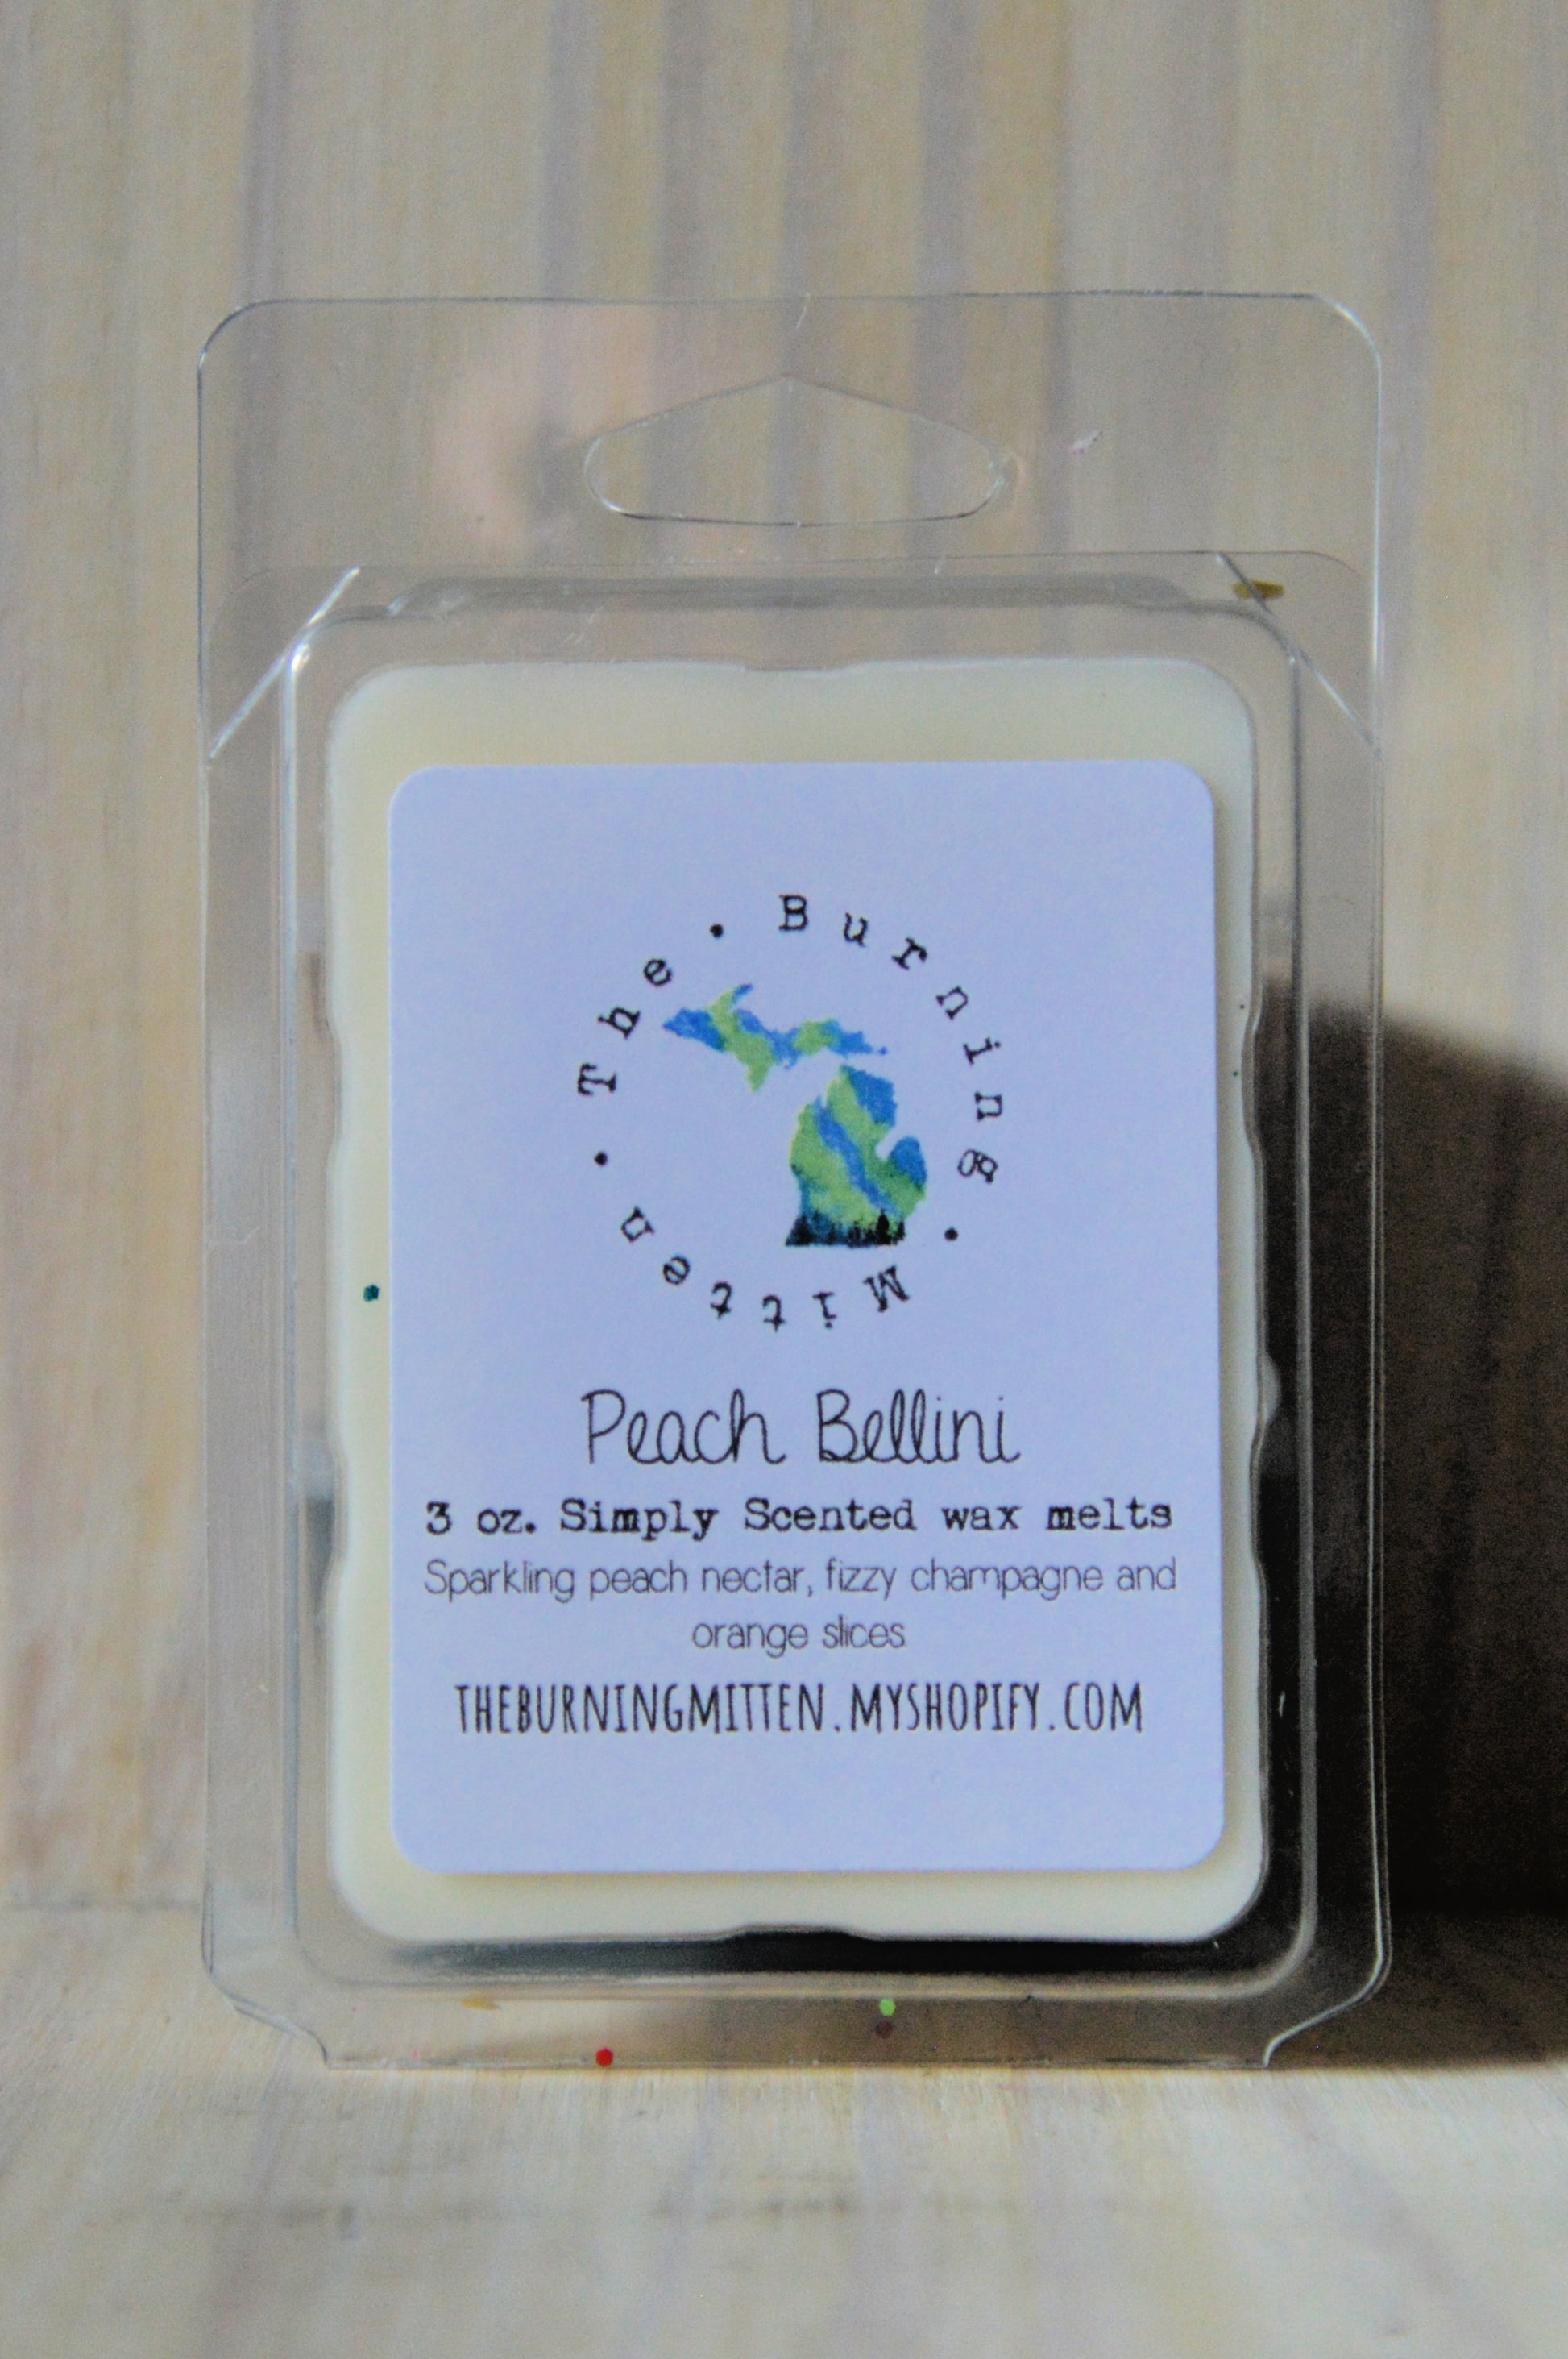 The • Burning • Mitten •
Peach Bellini
3 oz. Simply Scented wax melts
Sparkling peach nectar, fizzy champagne and
orange slices
THEBURNINGMITTEN.MYSHOPIFY.COM